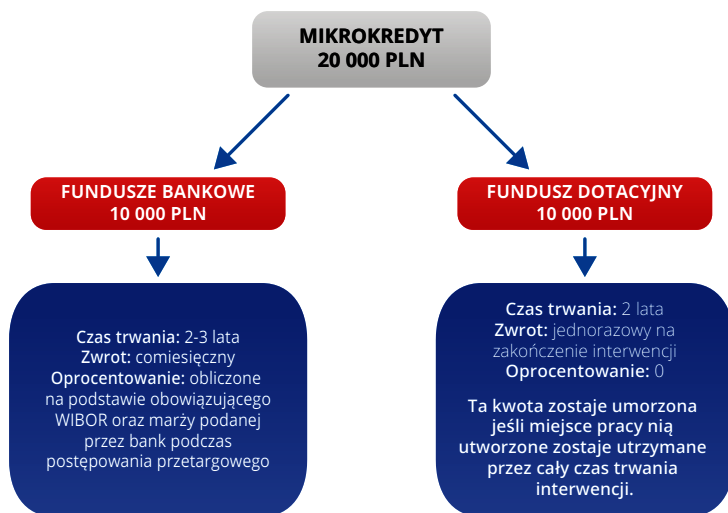 MIKROKREDYT
20 000 PLN
FUNDUSZE BANKOWE
10 000 PLN
FUNDUSZ DOTACYJNY
10 000 PLN
Czas trwania: 2-3 lata
Zwrot: comiesięczny
Oprocentowanie: obliczone
na podstawie obowiązującego
WIBOR oraz marży podanej
przez bank podczas
postępowania przetargowego
Czas trwania: 2 lata
Zwrot: jednorazowy na
zakończenie interwencji
Oprocentowanie: 0
Ta kwota zostaje umorzona
jeśli miejsce pracy nią
utworzone zostaje utrzymane
przez cały czas trwania
interwencji.